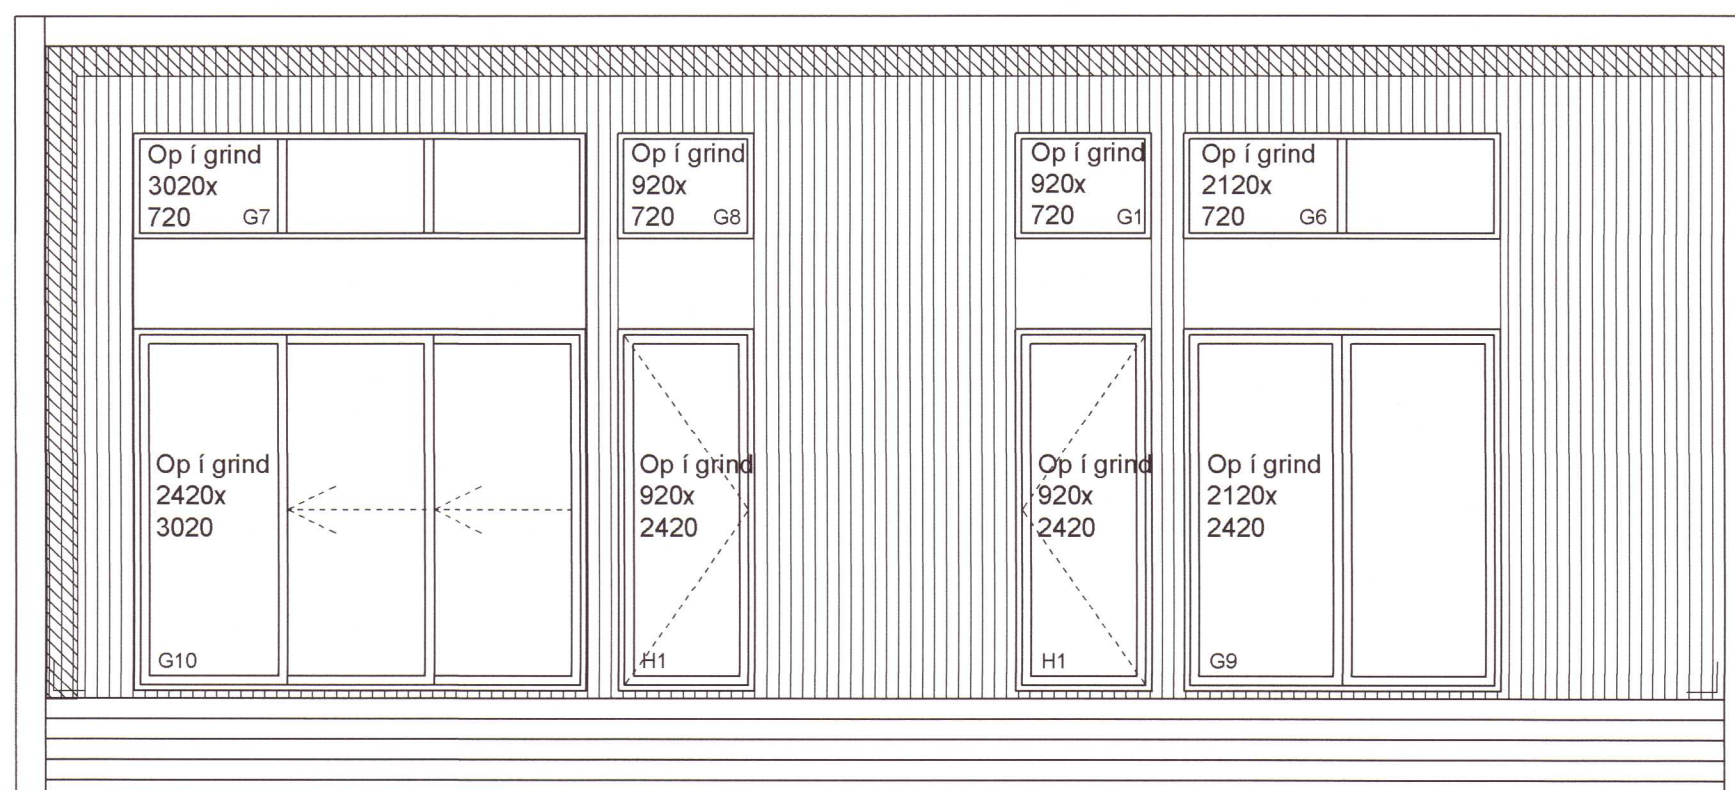 Op í grind
3020x
720 G7
Op í grind
920x
720 G8
Op í grind
920x
720 G1
Op í grind
2120x
720 G6
Op í grind
2420x
3020
G10
Op í grind
920x
2420
H1
Op í grind
920x
2420
H1
Op í grind
2120x
2420
G9